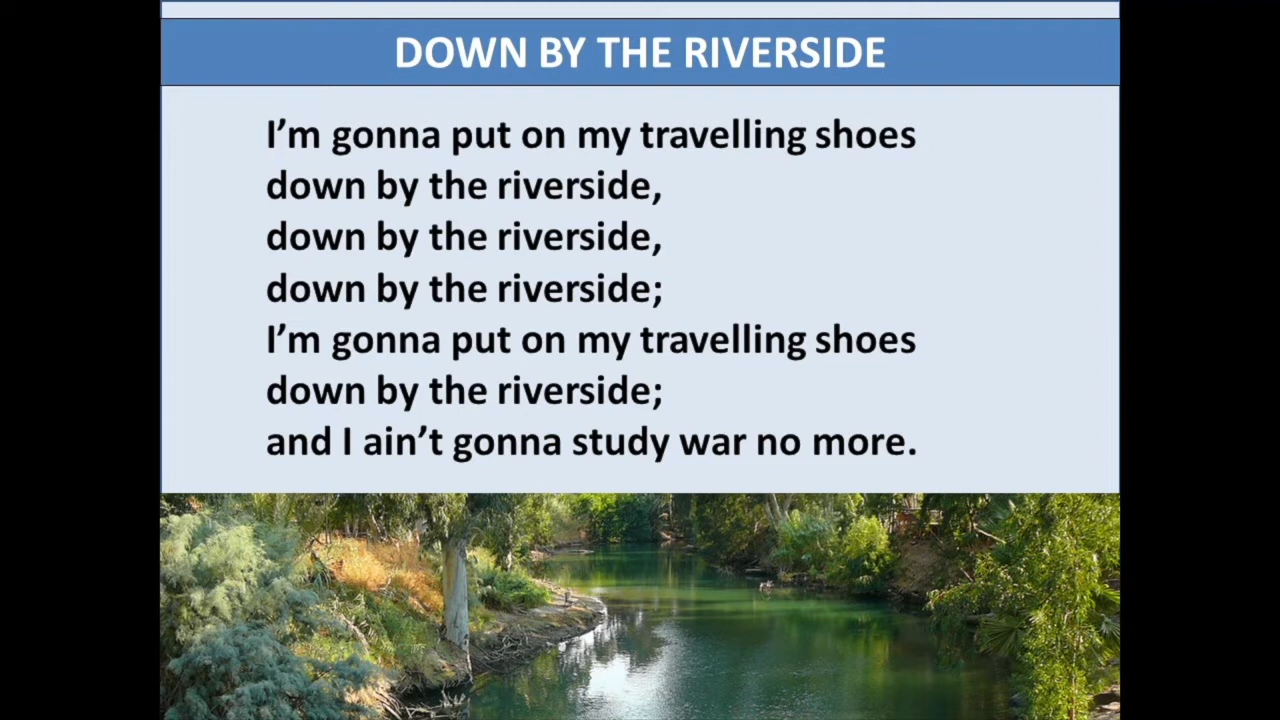 DOWN BY THE RIVERSIDE
I’m gonna put on my travelling shoes
down by the riverside,
down by the riverside,
down by the riverside;
I’m gonna put on my travelling shoes
down by the riverside;
and I ain’t gonna study war no more.